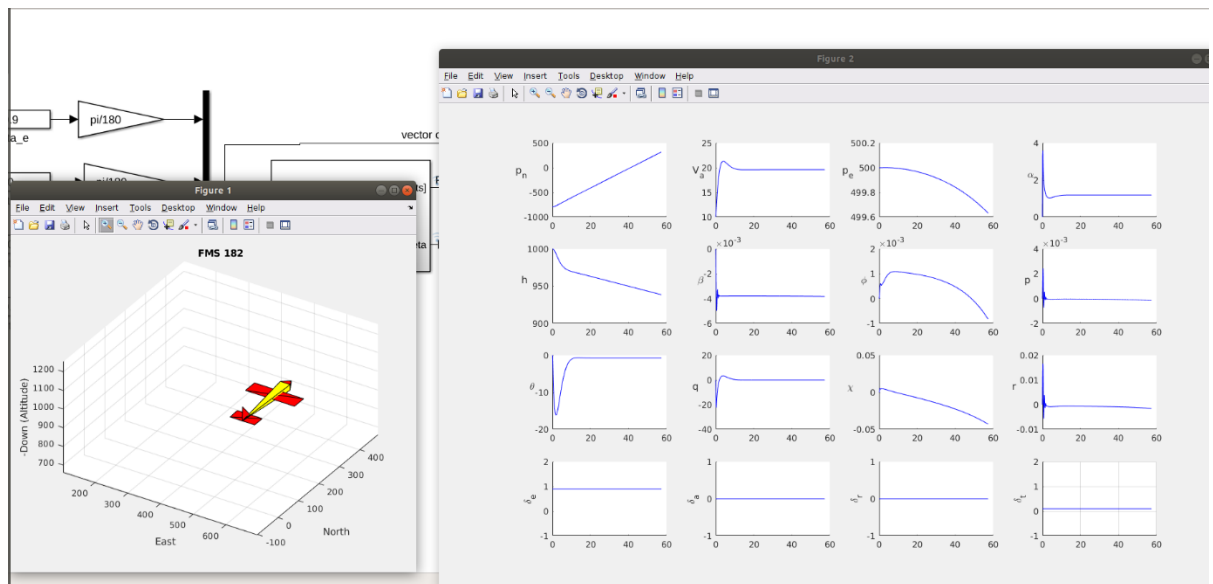 Figure 2
File Edit View Insert Tools Desktop Window Help
.9
pi/180
ta_e
vector c
Figure 1
ts]
File Edit View Insert Tools Desktop Window Help
eta
FMS 182
1200
1100
1000
900
800
700
-Down (Altitude)
200
300
400
500
600
East
-100
0
100
200
300
400
North
p_n
500
0
-500
-1000
0 20 40 60
V
25
20
15
10
0 20 40 60
p_e
500.2
500
499.8
499.6
0 20 40 60
α
4
2
0
0 20 40 60
h
1000
950
900
0 20 40 60
β
×10⁻³
0
-2
-4
-6
0 20 40 60
ϕ
×10⁻³
2
1
0
-1
0 20 40 60
p
×10⁻³
4
2
0
-2
0 20 40 60
θ
0
-10
-20
0 20 40 60
q
20
0
-20
-40
0 20 40 60
χ
0.05
0
-0.05
0 20 40 60
r
0.02
0.01
0
-0.01
0 20 40 60
δ_e
2
1
0
-1
0 20 40 60
δ_a
1
0
-1
0 20 40 60
δ_r
1
0
-1
0 20 40 60
δ_t
2
1
0
-1
0 20 40 60